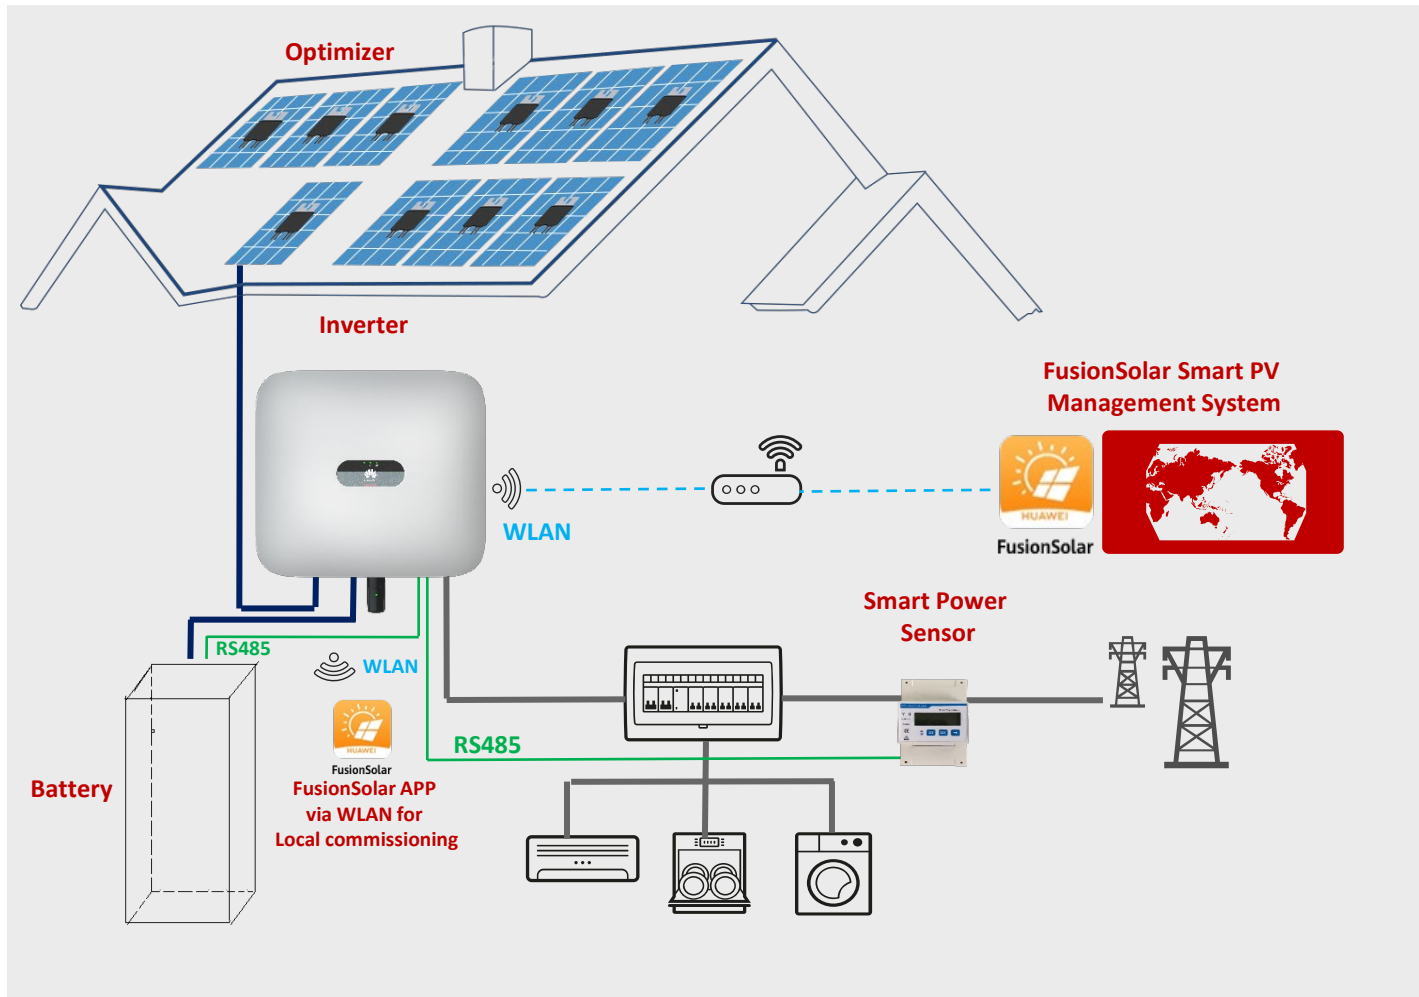 Optimizer
Inverter
FusionSolar Smart PV
Management System
HUAWEI
FusionSolar
WLAN
Smart Power
Sensor
RS485
WLAN
HUAWEI
FusionSolar
RS485
Battery
FusionSolar APP
via WLAN for
Local commissioning